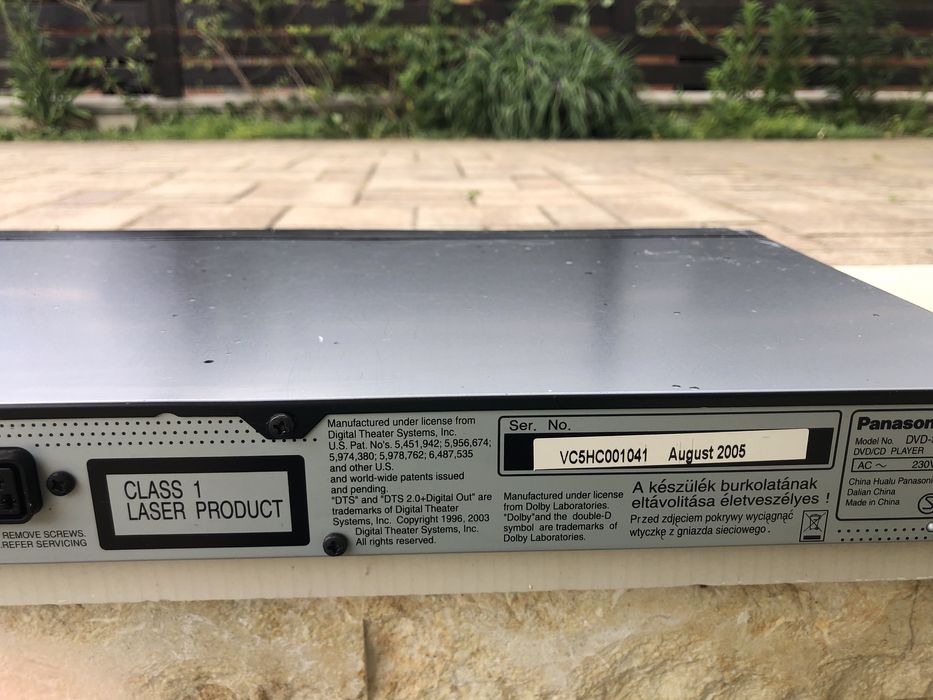 REMOVE SCREWS.
REFER SERVICING
CLASS 1
LASER PRODUCT
Manufactured under license from
Digital Theater Systems, Inc.
U.S. Pat. No's. 5,451,942; 5,956,674;
5,974,380; 5,978,762; 6,487,535
and other U.S.
and world-wide patents issued
and pending.
"DTS" and "DTS 2.0+Digital Out" are
trademarks of Digital Theater
Systems, Inc. Copyright 1996, 2003
Digital Theater Systems, Inc.
All rights reserved.
Ser. No.
VC5HC001041 August 2005
Manufactured under license
from Dolby Laboratories.
"Dolby"and the double-D
symbol are trademarks of
Dolby Laboratories.
A készülék burkolatának
eltávolítása életveszélyes !
Przed zdjęciem pokrywy wyciągnąć
wtyczkę z gniazda sieciowego.
Panason
Model No. DVD-
DVD/CD PLAYER
AC ~ 230V
China Hualu Panasonic
Dalian China
Made in China